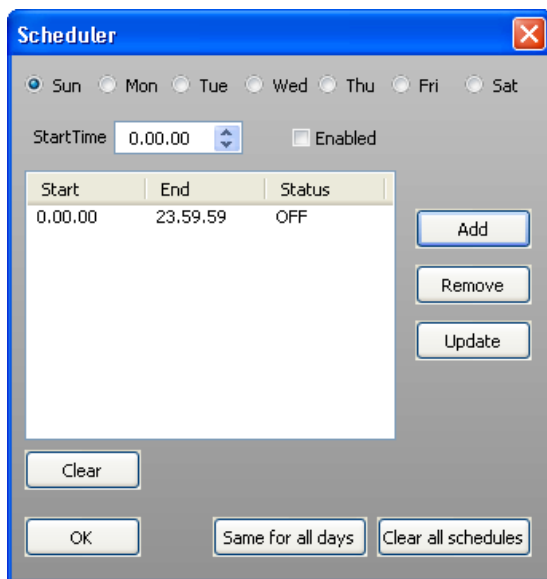 Scheduler
Sun Mon Tue Wed Thu Fri Sat
StartTime 0.00.00 Enabled
Start End Status
0.00.00 23.59.59 OFF
Add
Remove
Update
Clear
OK Same for all days Clear all schedules